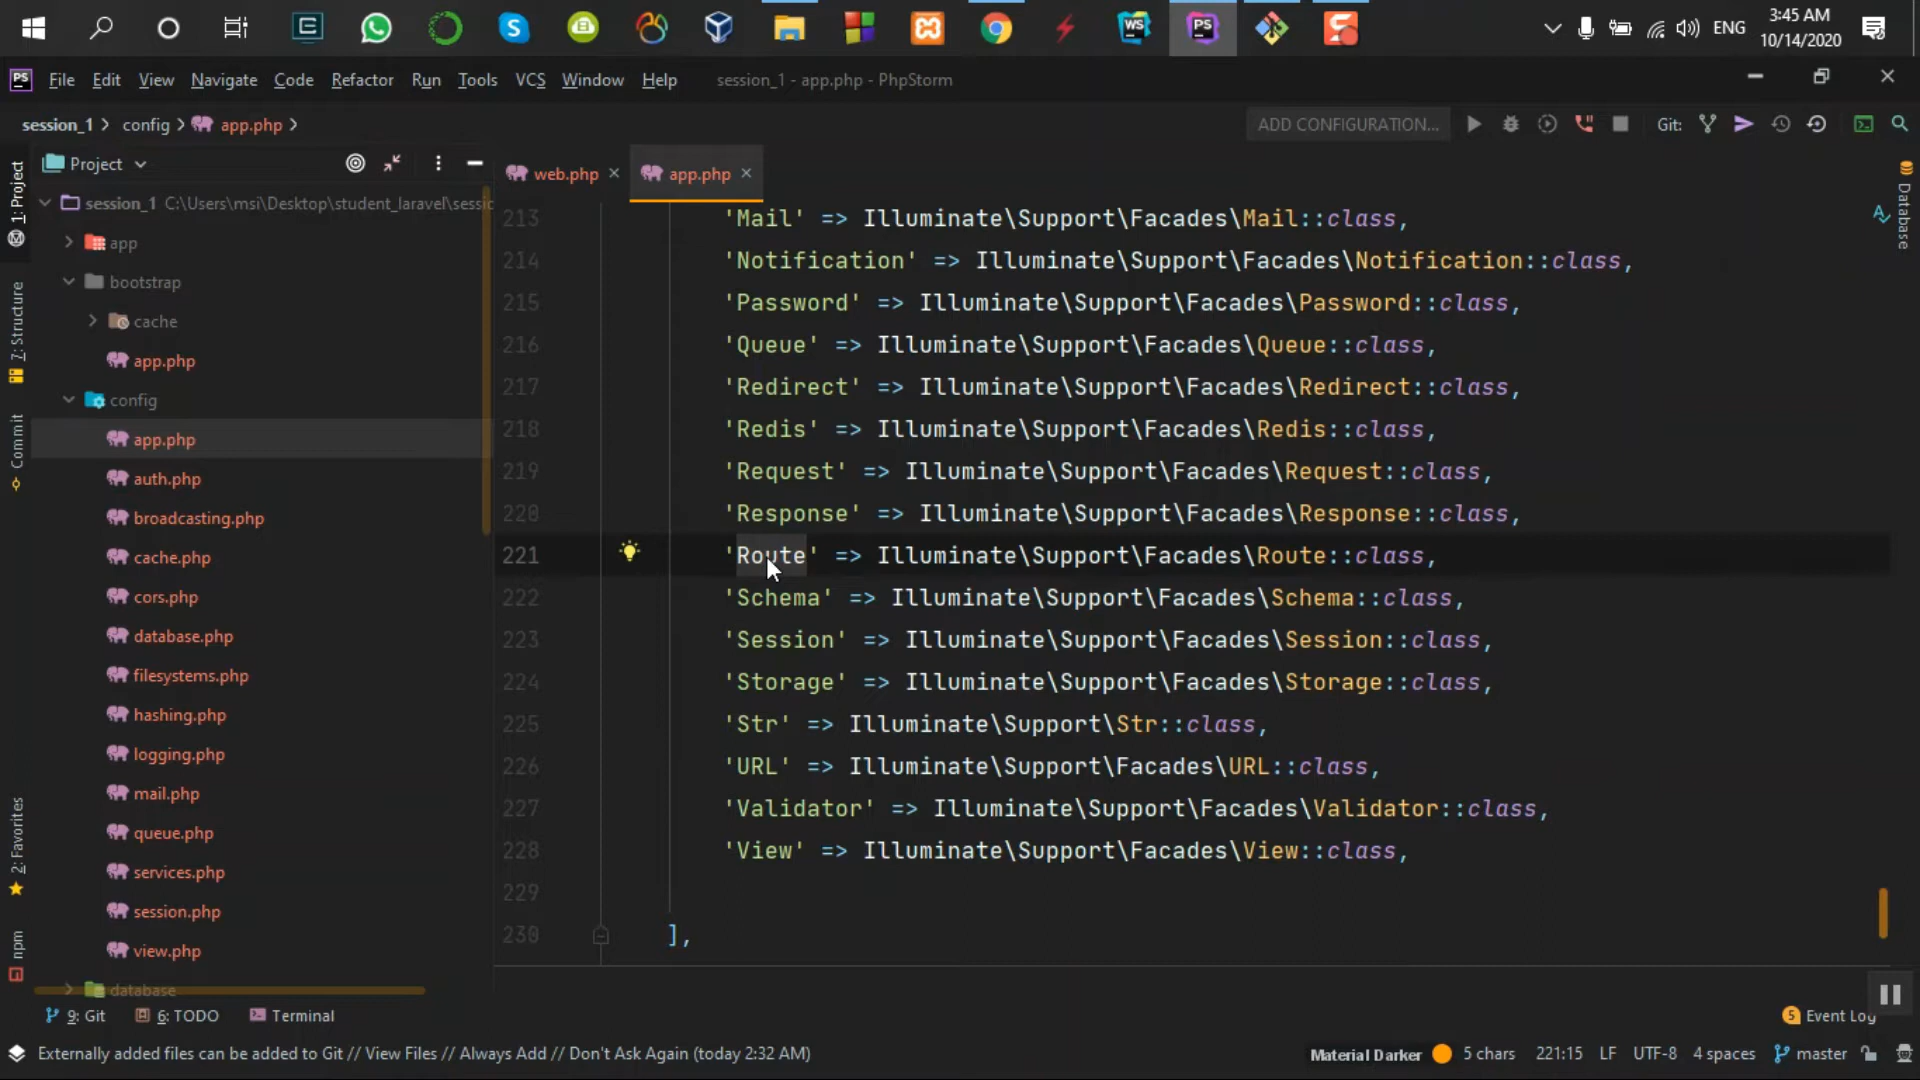 ENG
3:45 AM
10/14/2020
PS
WS
PS
File Edit View Navigate Code Refactor Run Tools VCS Window Help session_1 - app.php - PhpStorm
session_1 config app.php ADD CONFIGURATION... Git:
Project
web.php
app.php
session_1 C:\Users\msi\Desktop\student_laravel\sessic
app
bootstrap
cache
app.php
config
app.php
auth.php
broadcasting.php
cache.php
cors.php
database.php
filesystems.php
hashing.php
logging.php
mail.php
queue.php
services.php
session.php
view.php
database
1: Project
7: Structure
Commit
2: Favorites
npm
Database
213 'Mail' => Illuminate\Support\Facades\Mail::class,
214 'Notification' => Illuminate\Support\Facades\Notification::class,
215 'Password' => Illuminate\Support\Facades\Password::class,
216 'Queue' => Illuminate\Support\Facades\Queue::class,
217 'Redirect' => Illuminate\Support\Facades\Redirect::class,
218 'Redis' => Illuminate\Support\Facades\Redis::class,
219 'Request' => Illuminate\Support\Facades\Request::class,
220 'Response' => Illuminate\Support\Facades\Response::class,
221 'Route' => Illuminate\Support\Facades\Route::class,
222 'Schema' => Illuminate\Support\Facades\Schema::class,
223 'Session' => Illuminate\Support\Facades\Session::class,
224 'Storage' => Illuminate\Support\Facades\Storage::class,
225 'Str' => Illuminate\Support\Str::class,
226 'URL' => Illuminate\Support\Facades\URL::class,
227 'Validator' => Illuminate\Support\Facades\Validator::class,
228 'View' => Illuminate\Support\Facades\View::class,
229
230 ],
9: Git 6: TODO Terminal 5 Event Log
Externally added files can be added to Git // View Files // Always Add // Don't Ask Again (today 2:32 AM) Material Darker 5 chars 221:15 LF UTF-8 4 spaces master